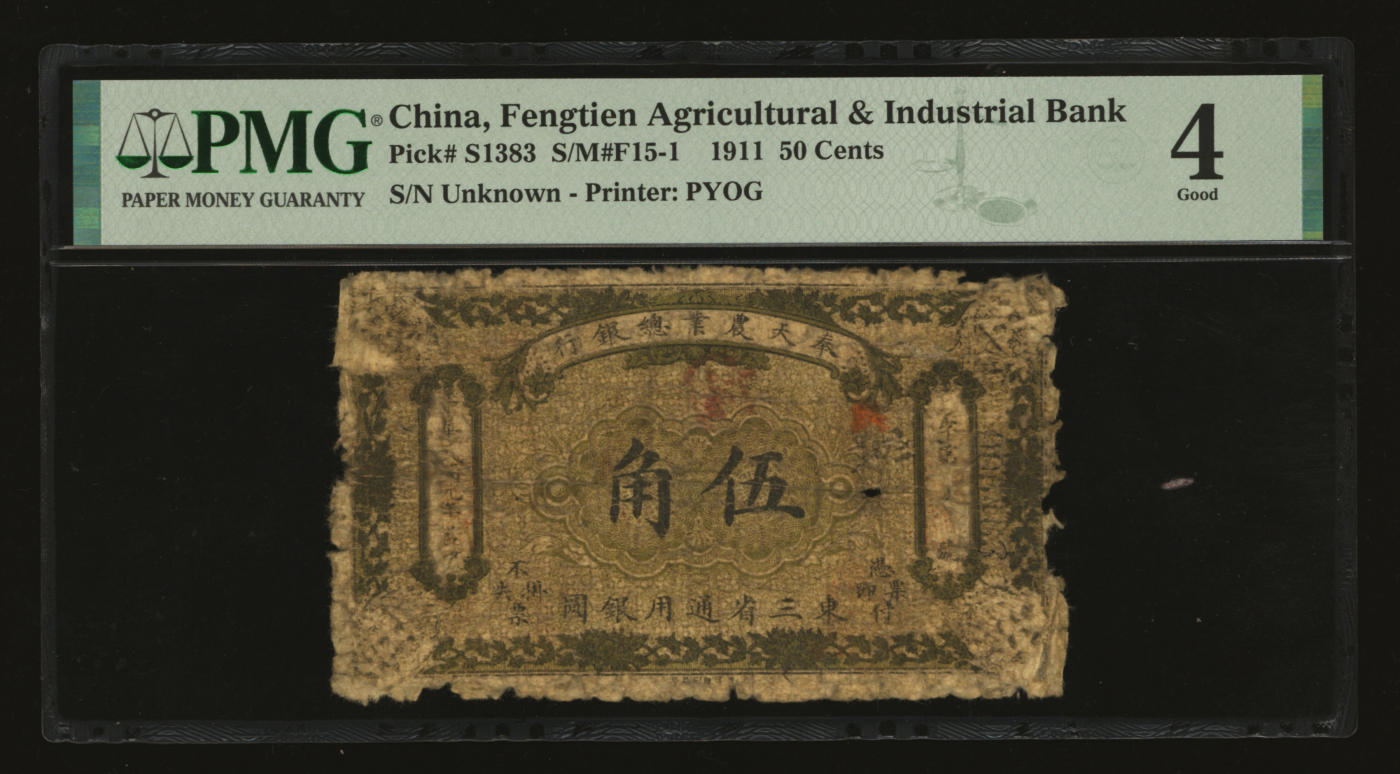 PMG®
PAPER MONEY GUARANTY
China, Fengtien Agricultural & Industrial Bank
Pick# S1383 S/M#F15-1 1911 50 Cents
S/N Unknown - Printer: PYOG
4
Good
奉天農業總銀行
伍角
憑票即付
不掛失票
東三省通用銀圓